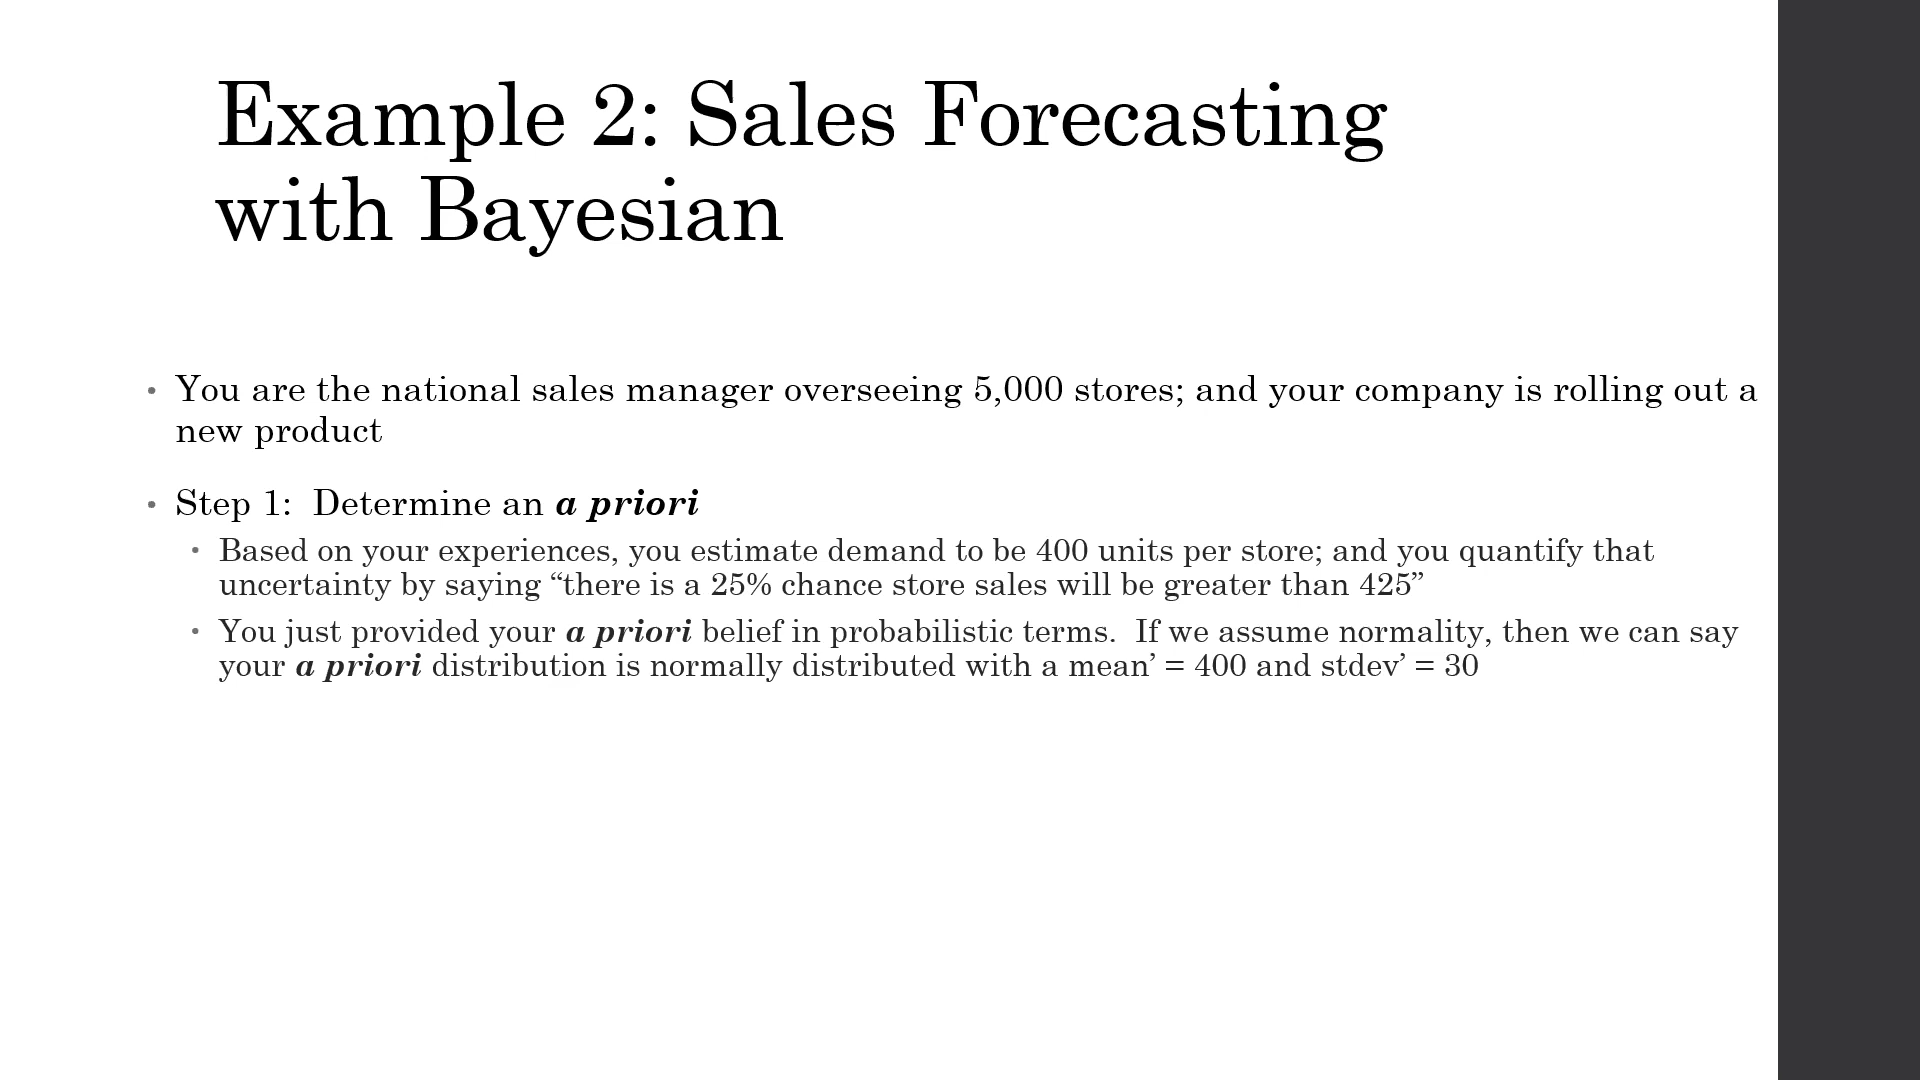 Example 2: Sales Forecasting
with Bayesian
• You are the national sales manager overseeing 5,000 stores; and your company is rolling out a
new product
• Step 1:  Determine an a priori
• Based on your experiences, you estimate demand to be 400 units per store; and you quantify that
uncertainty by saying “there is a 25% chance store sales will be greater than 425”
• You just provided your a priori belief in probabilistic terms.  If we assume normality, then we can say
your a priori distribution is normally distributed with a mean’ = 400 and stdev’ = 30